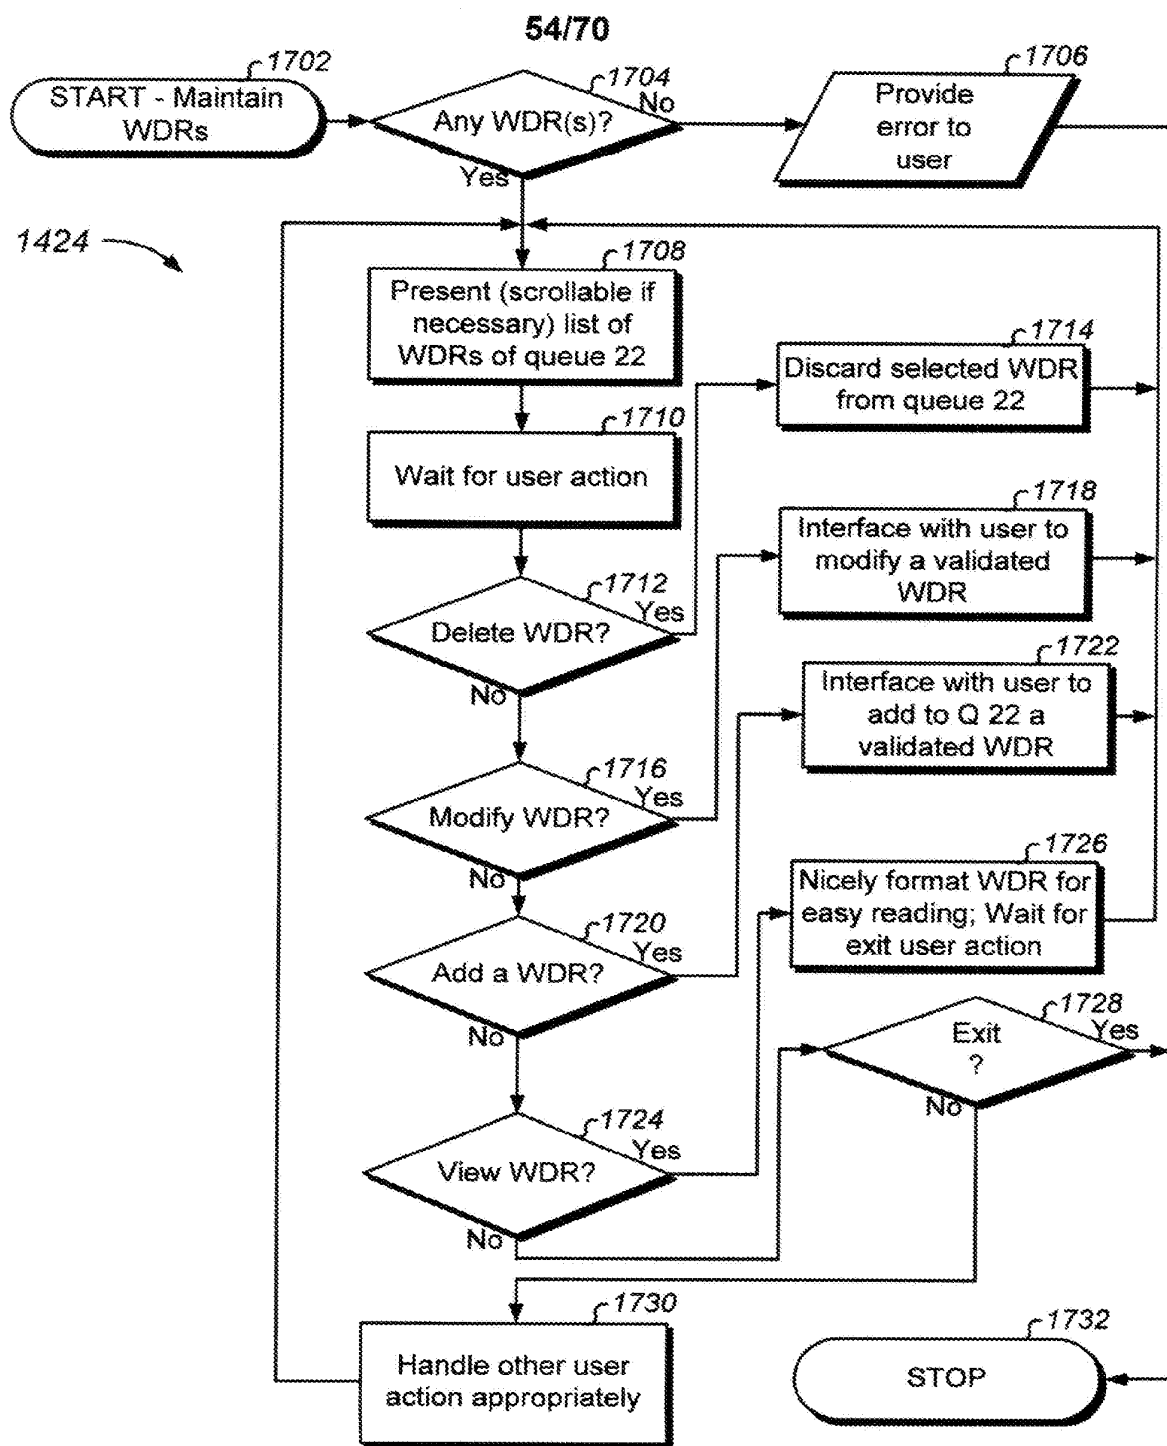 54/70
1702
START - Maintain
WDRs
1704
Any WDR(s)?
No
Yes
1706
Provide
error to
user
1424
1708
Present (scrollable if
necessary) list of
WDRs of queue 22
1710
Wait for user action
1712
Delete WDR?
Yes
No
1714
Discard selected WDR
from queue 22
1716
Modify WDR?
Yes
No
1718
Interface with user to
modify a validated
WDR
1720
Add a WDR?
Yes
No
1722
Interface with user to
add to Q 22 a
validated WDR
1724
View WDR?
Yes
No
1726
Nicely format WDR for
easy reading; Wait for
exit user action
1728
Exit
?
Yes
No
1730
Handle other user
action appropriately
1732
STOP